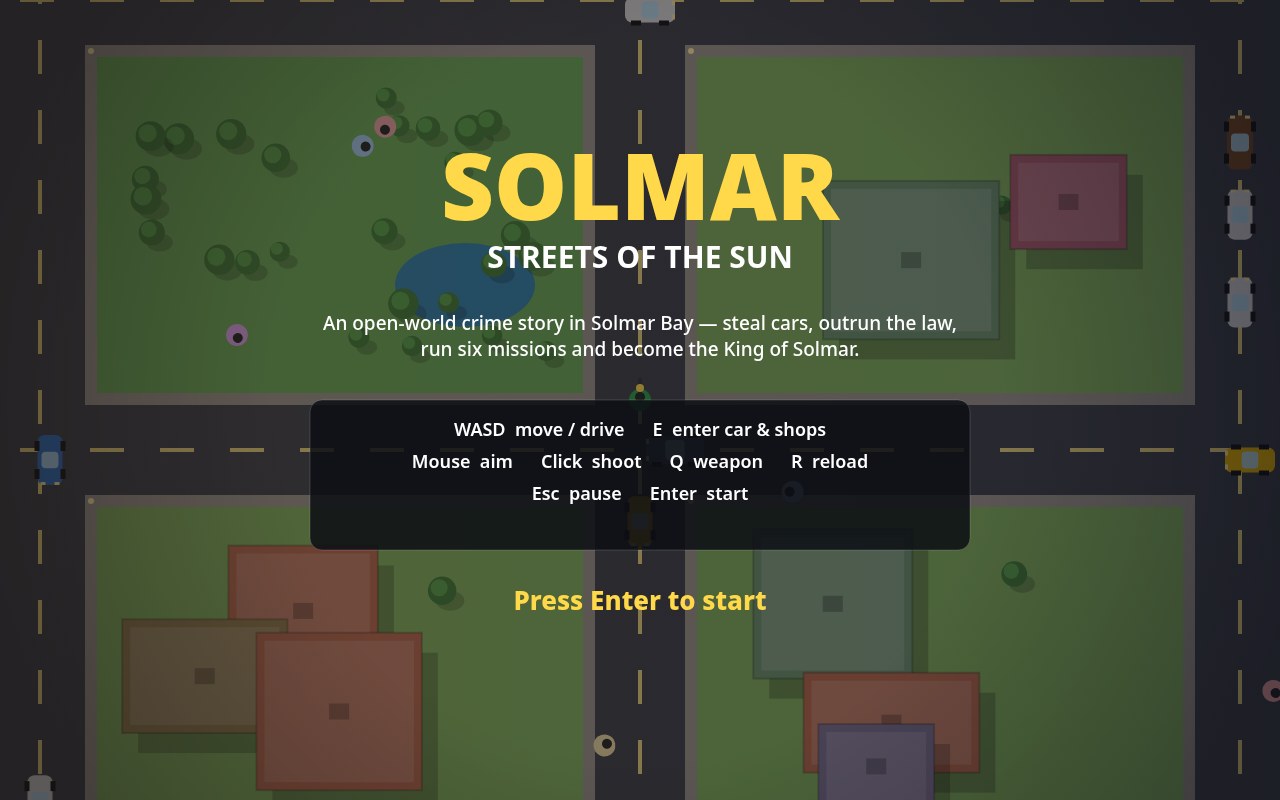 SOLMAR
STREETS OF THE SUN
An open-world crime story in Solmar Bay — steal cars, outrun the law,
run six missions and become the King of Solmar.
WASD move / drive E enter car & shops
Mouse aim Click shoot Q weapon R reload
Esc pause Enter start
Press Enter to start